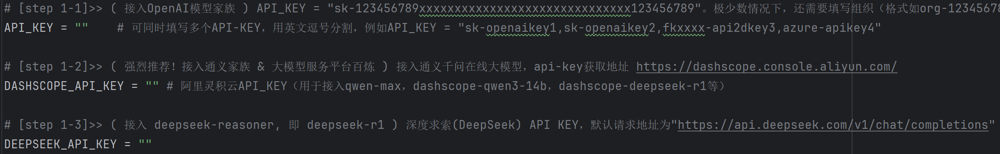 # [step 1-1]>> ( 接入OpenAI模型家族 ) API_KEY = "sk-123456789xxxxxxxxxxxxxxxxxxxxxxxxxxxxxx123456789"。极少数情况下，还需要填写组织（格式如org-12345678
API_KEY = ""    # 可同时填写多个API-KEY，用英文逗号分割，例如API_KEY = "sk-openaikey1,sk-openaikey2,fkxxxx-api2dkey3,azure-apikey4"
# [step 1-2]>> ( 强烈推荐！接入通义家族 & 大模型服务平台百炼 ) 接入通义千问在线大模型，api-key获取地址 https://dashscope.console.aliyun.com/
DASHSCOPE_API_KEY = "" # 阿里灵积云API_KEY（用于接入qwen-max，dashscope-qwen3-14b，dashscope-deepseek-r1等）
# [step 1-3]>> ( 接入 deepseek-reasoner, 即 deepseek-r1 ) 深度求索(DeepSeek) API KEY，默认请求地址为"https://api.deepseek.com/v1/chat/completions"
DEEPSEEK_API_KEY = ""